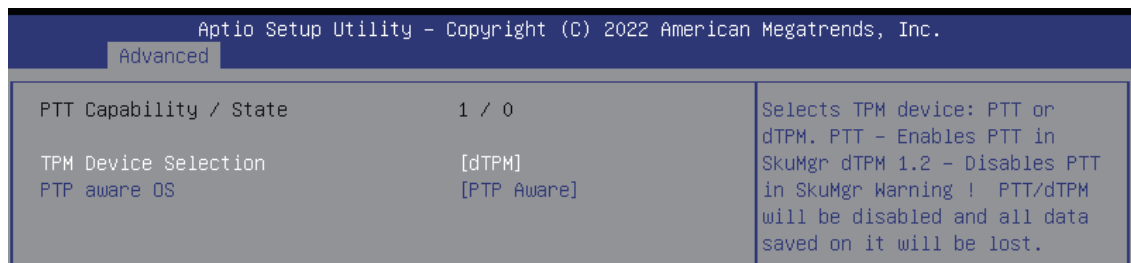 Aptio Setup Utility – Copyright (C) 2022 American Megatrends, Inc.
Advanced
PTT Capability / State 1 / 0
TPM Device Selection [dTPM]
PTP aware OS [PTP Aware]
Selects TPM device: PTT or
dTPM. PTT – Enables PTT in
SkuMgr dTPM 1.2 – Disables PTT
in SkuMgr Warning ! PTT/dTPM
will be disabled and all data
saved on it will be lost.